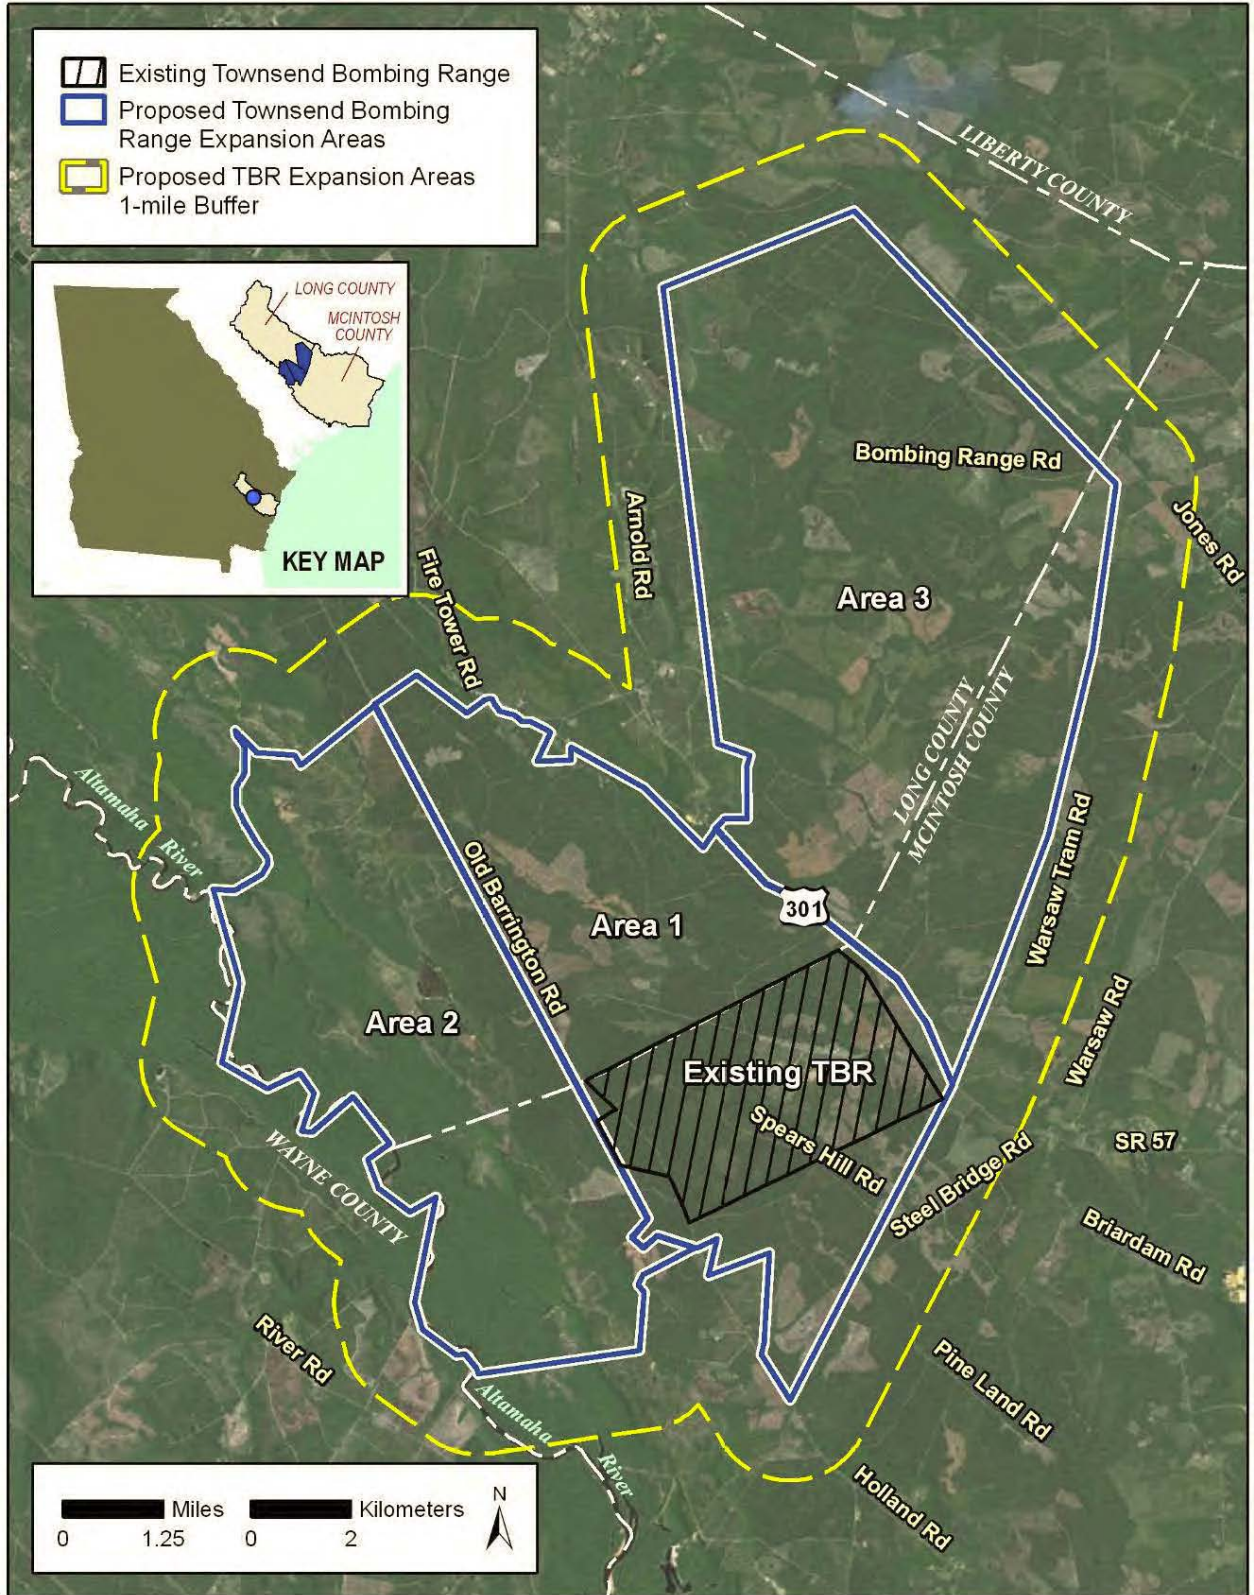 Existing Townsend Bombing Range
Proposed Townsend Bombing
Range Expansion Areas
Proposed TBR Expansion Areas
1-mile Buffer
LIBERTY COUNTY
LONG COUNTY
MCINTOSH
COUNTY
KEY MAP
Bombing Range Rd
Jones Rd
Arnold Rd
Fire Tower Rd
Area 3
LONG COUNTY
MCINTOSH COUNTY
Altamaha
River
Warsaw Tram Rd
Old Barrington Rd
301
Area 1
Area 2
Warsaw Rd
Existing TBR
Spears Hill Rd
SR 57
Steel Bridge Rd
WAYNE COUNTY
Briardam Rd
River Rd
Pine Land Rd
Altamaha
River
Holland Rd
Miles
Kilometers
N
0
1.25
0
2